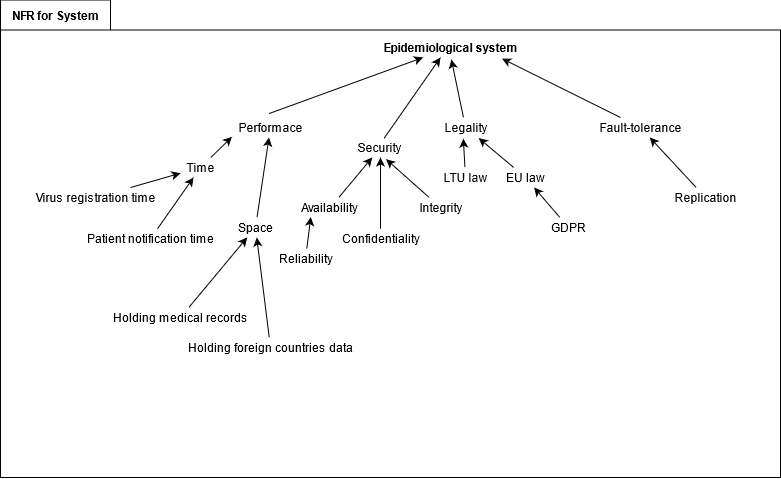 NFR for System
Epidemiological system
Performace
Security
Legality
Fault-tolerance
Time
LTU law
EU law
Virus registration time
Availability
Integrity
Replication
Patient notification time
Space
Confidentiality
GDPR
Reliability
Holding medical records
Holding foreign countries data